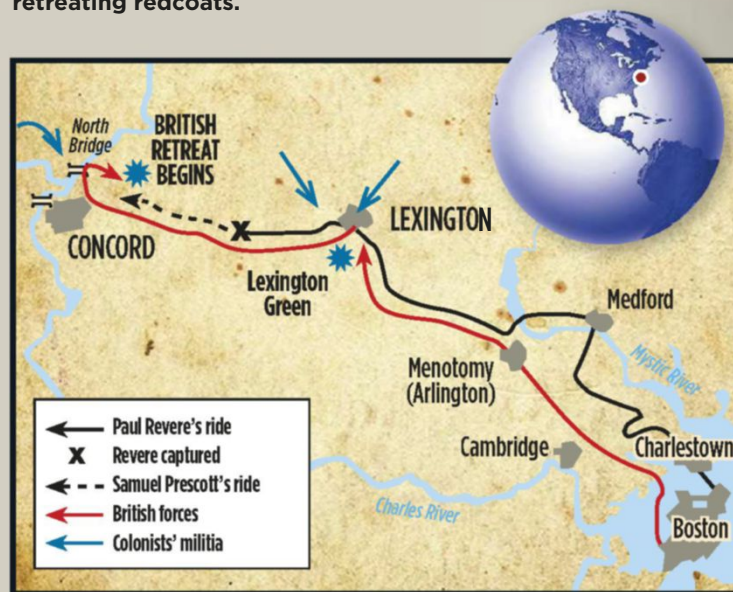 retreating redcoats.
North
Bridge
BRITISH
RETREAT
BEGINS
CONCORD
LEXINGTON
Lexington
Green
Medford
Menotomy
(Arlington)
Mystic River
Cambridge
Charlestown
Charles River
Boston
Paul Revere's ride
X
Revere captured
Samuel Prescott's ride
British forces
Colonists' militia